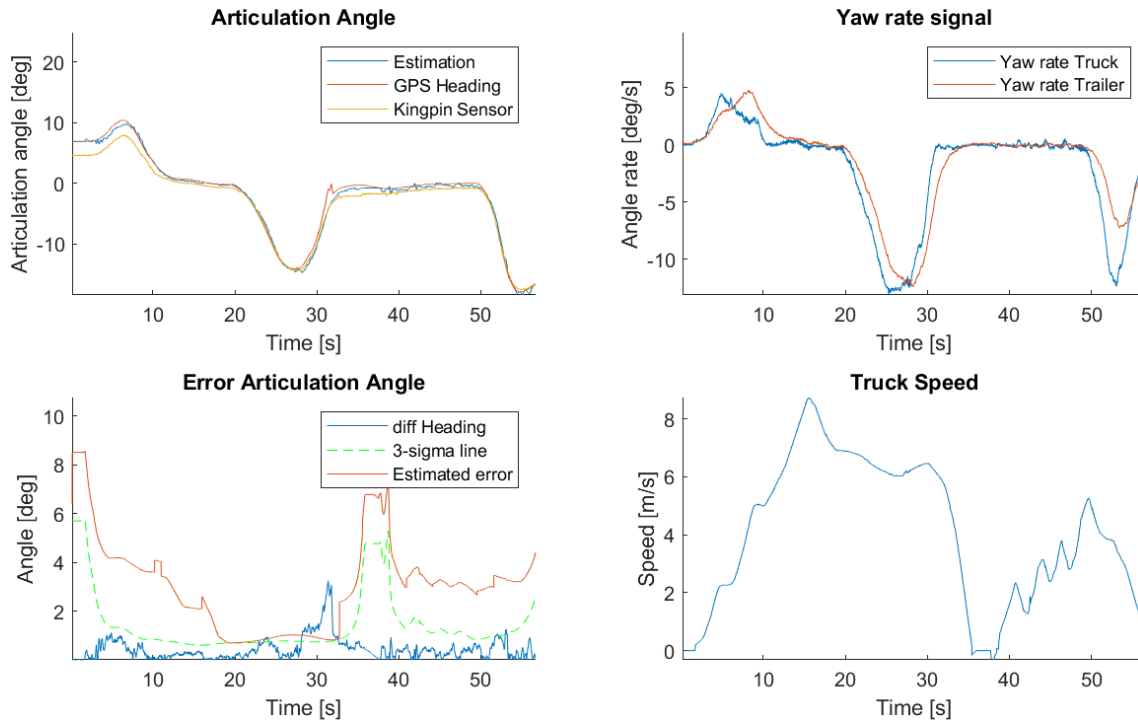 Articulation Angle
Articulation angle [deg]
20
10
0
-10
Estimation
GPS Heading
Kingpin Sensor
10 20 30 40 50
Time [s]
Yaw rate signal
Angle rate [deg/s]
5
0
-5
-10
Yaw rate Truck
Yaw rate Trailer
10 20 30 40 50
Time [s]
Error Articulation Angle
Angle [deg]
10
8
6
4
2
diff Heading
3-sigma line
Estimated error
10 20 30 40 50
Time [s]
Truck Speed
Speed [m/s]
8
6
4
2
0
10 20 30 40 50
Time [s]